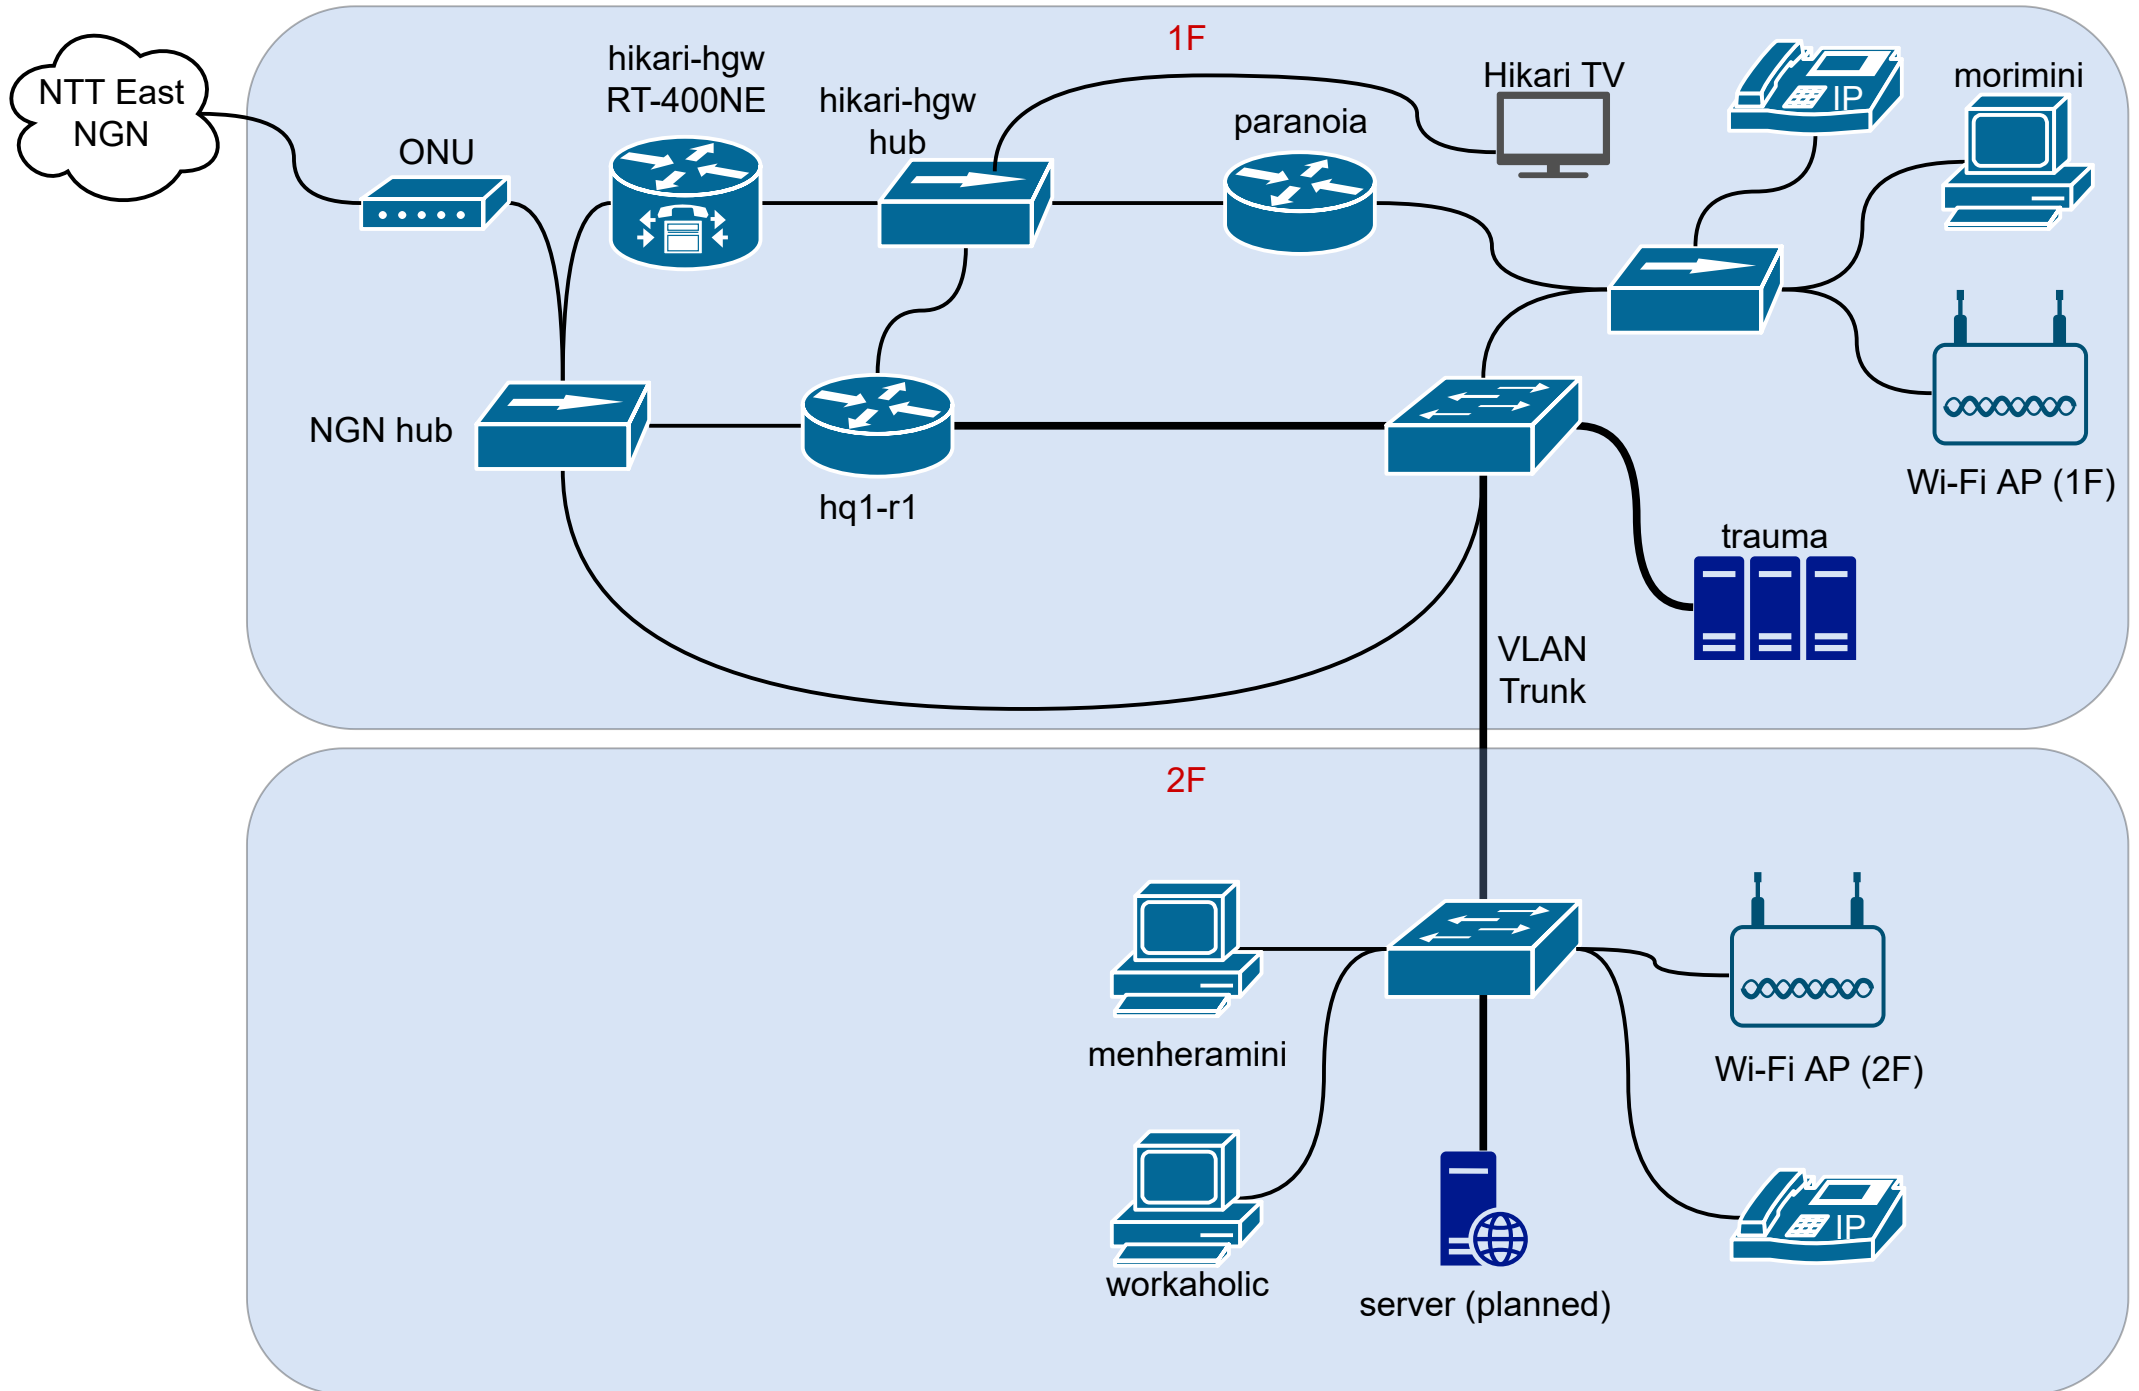 1F
NTT East
NGN
ONU
hikari-hgw
RT-400NE
hikari-hgw
hub
paranoia
Hikari TV
IP
morimini
NGN hub
hq1-r1
Wi-Fi AP (1F)
trauma
VLAN
Trunk
2F
menheramini
Wi-Fi AP (2F)
workaholic
server (planned)
IP